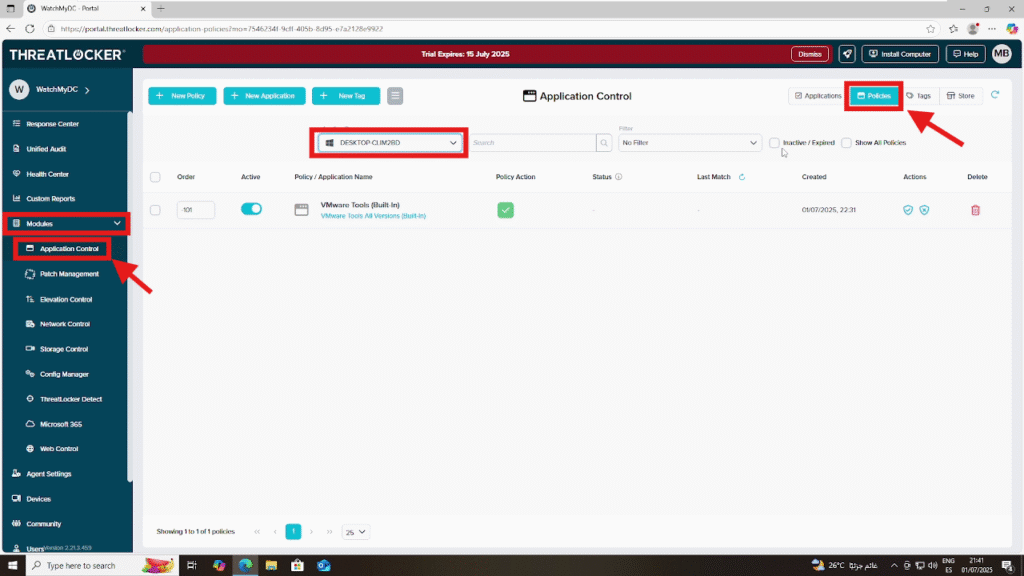 WatchMyDC - Portal
https://portal.threatlocker.com/application-policies?mo=
THREATLOCKER
Trial Expires: 15 July 2025
Dismiss
Install Computer
Help
MB
W
WatchMyDC
Response Center
Unified Audit
Health Center
Custom Reports
Modules
Application Control
Patch Management
Elevation Control
Network Control
Storage Control
Config Manager
ThreatLocker Detect
Microsoft 365
Web Control
Agent Settings
Devices
Community
Users
Version 2.21.3.459
+ New Policy
+ New Application
+ New Tag
Application Control
Applications
Policies
Tags
Store
DESKTOP-CLIM2BD
Search
Filter
No Filter
Inactive / Expired
Show All Policies
Order
Active
Policy / Application Name
Policy Action
Status
Last Match
Created
Actions
Delete
-101
VMware Tools (Built-In)
VMware Tools All Versions (Built-In)
-
-
01/07/2025, 22:31
Showing 1 to 1 of 1 policies
1
25
Type here to search
26°C
غائم جزئيًا
ENG
ES
21:41
01/07/2025